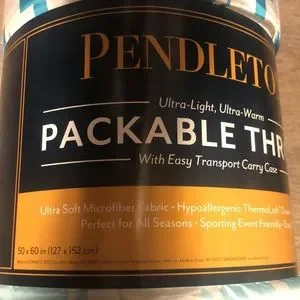 PENDLETO
Ultra-Light, Ultra-Warm
PACKABLE THR
With Easy Transport Carry Case
Ultra Soft Microfiber Fabric • Hypoallergenic ThermoLoft
Perfect for All Seasons • Sporting Event Friendly
50 x 60 in (127 x 152 cm)